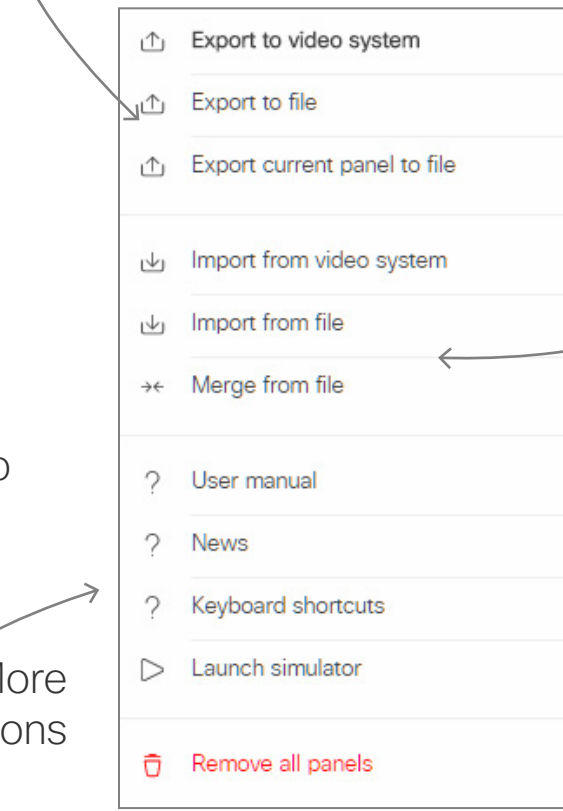 Export to video system
Export to file
Export current panel to file
Import from video system
Import from file
Merge from file
User manual
News
Keyboard shortcuts
Launch simulator
Remove all panels